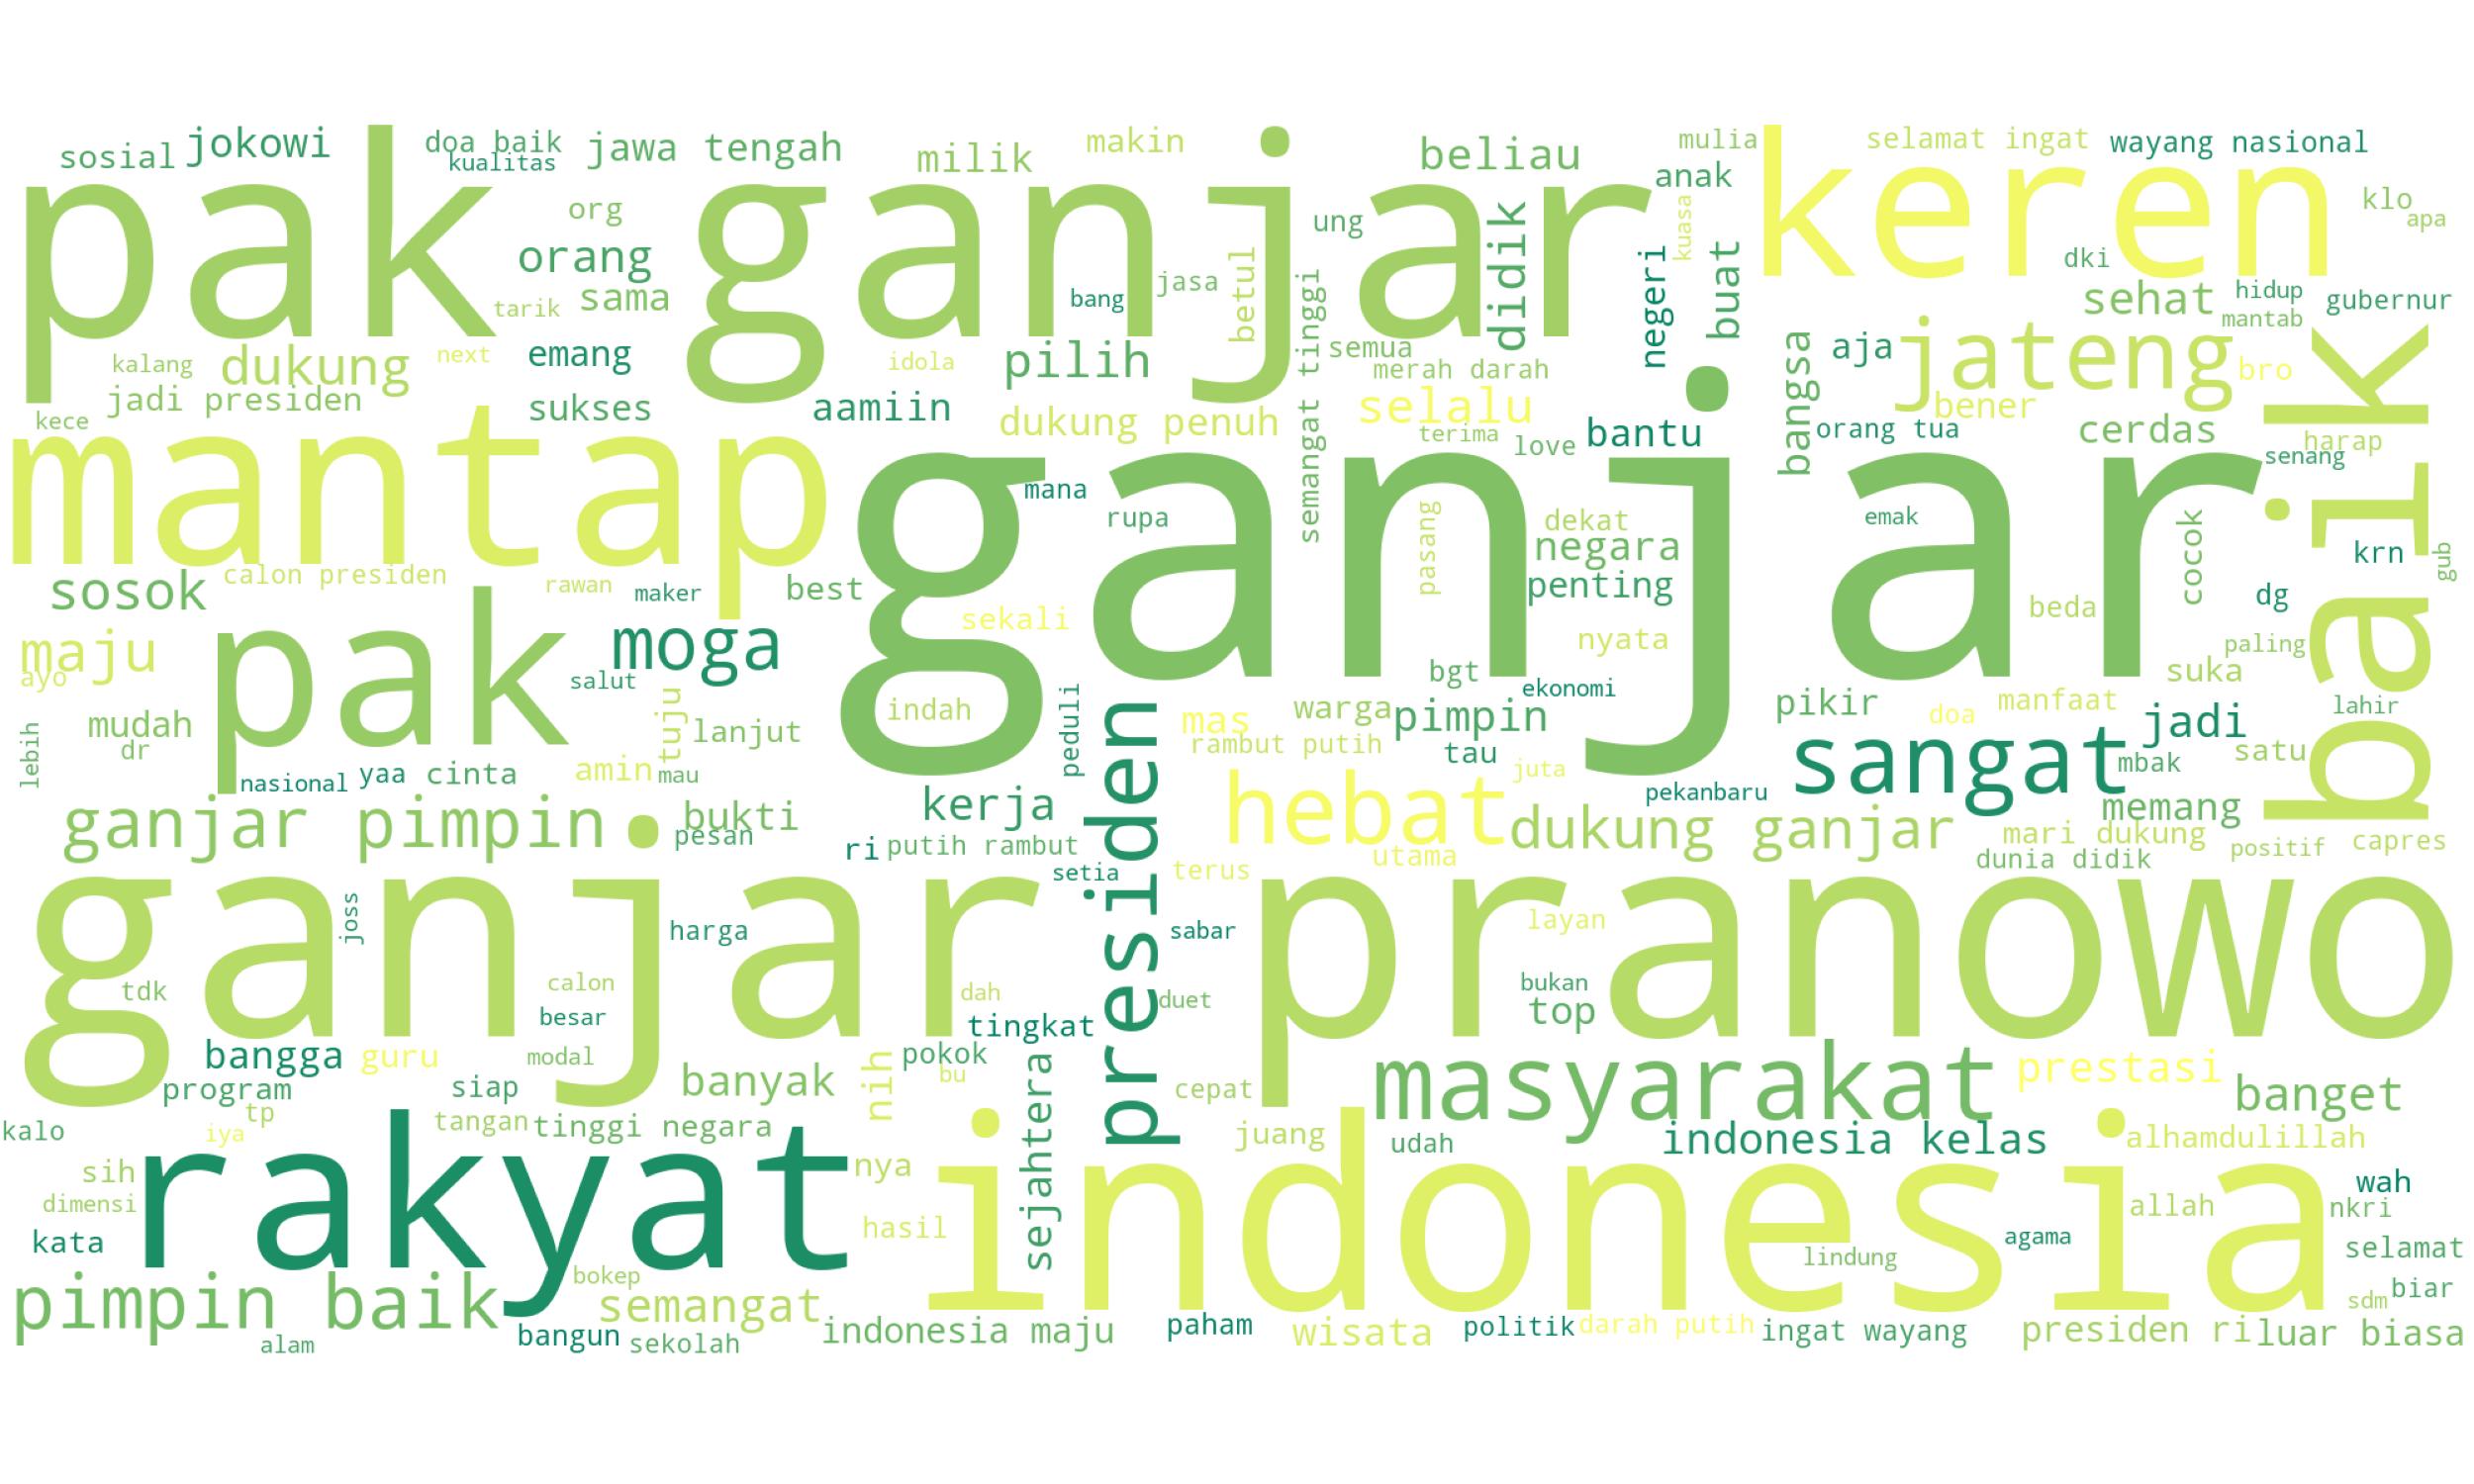 sosial
jokowi
doa baik
kualitas
jawa tengah
milik
makin
beliau
mulia
anak
selamat ingat
wayang nasional
pak ganjar
keren
klo
apa
org
orang
tarik
sama
bang
jasa
betul
ung
didik
kuasa
negeri
buat
dki
sehat
hidup
mantab
gubernur
kalang
dukung
next
emang
idola
pilih
semangat tinggi
semua
merah darah
bangsa
aja
jateng
bro
baik
kece
jadi presiden
sukses
aamiin
dukung penuh
selalu
terima
love
bantu
bener
orang tua
cerdas
harap
senang
mantap
ganjar
mana
rupa
pasang
dekat
negara
penting
emak
cocok
krn
gub
dg
sosok
calon presiden
rawan
maker
best
sekali
nyata
beda
paling
maju
ayo
pak
moga
salut
tuju
lanjut
indah
peduli
presiden
mas
warga
bgt
ekonomi
pimpin
pikir
doa
manfaat
suka
lahir
jadi
lebih
mudah
dr
nasional
yaa
cinta
amin
mau
rambut putih
tau
juta
sangat
mbak
satu
ganjar pimpin
bukti
pesan
kerja
hebat
pekanbaru
dukung ganjar
memang
ri
putih rambut
setia
terus
utama
mari dukung
dunia didik
positif
capres
ganjar pranowo
joss
harga
sabar
layan
tdk
calon
besar
dah
duet
bukan
top
tingkat
bangga
guru
modal
pokok
bu
nih
program
siap
banyak
sejahtera
cepat
masyarakat
prestasi
banget
kalo
tp
iya
tangan
tinggi negara
juang
udah
indonesia kelas
alhamdulillah
rakyat
indonesia
sih
nya
wah
dimensi
hasil
allah
nkri
kata
agama
lindung
selamat
pimpin baik
bokep
semangat
sdm
biar
alam
bangun
sekolah
indonesia maju
paham
wisata
politik
darah putih
ingat wayang
presiden ri
luar biasa